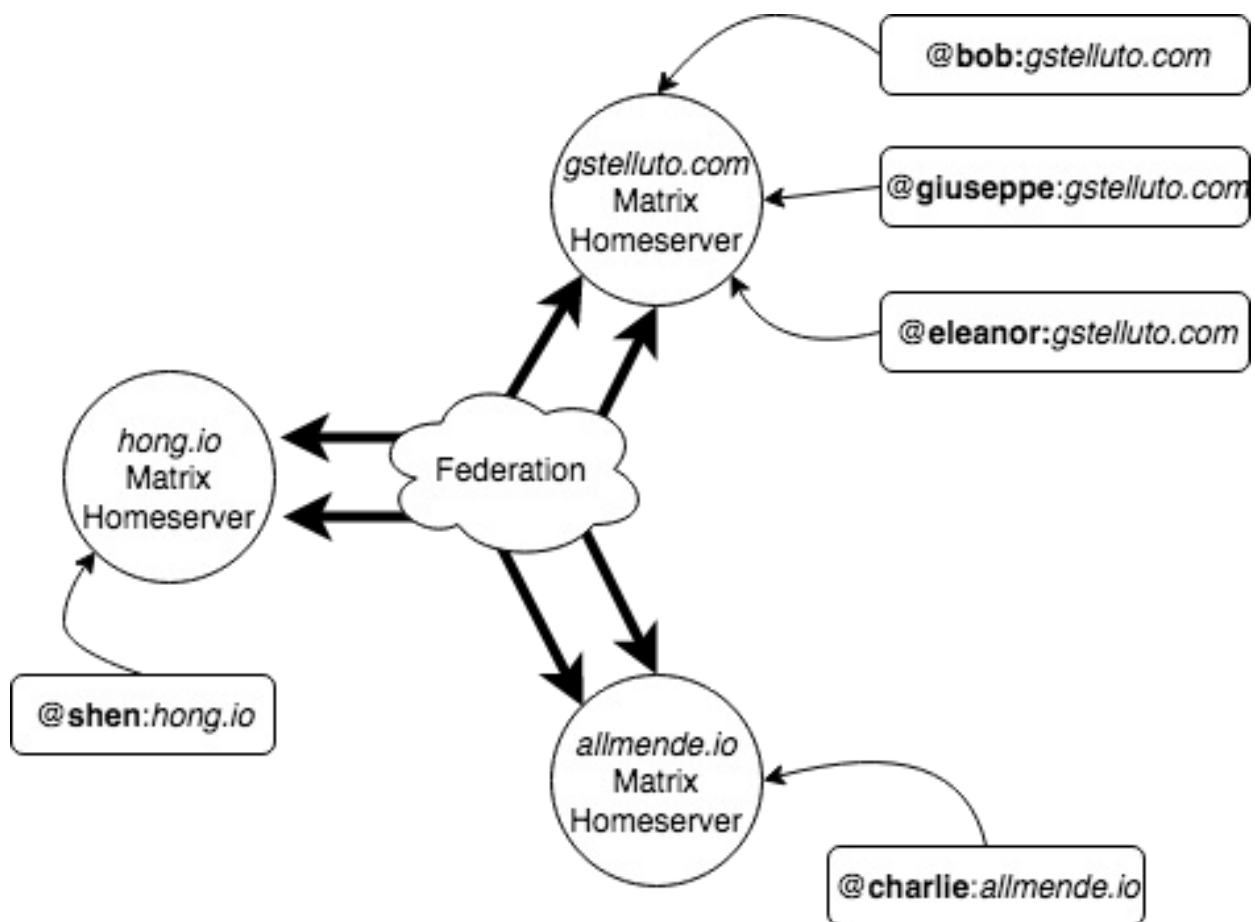 @bob:gstelluto.com
gstelluto.com
Matrix
Homeserver
@giuseppe:gstelluto.com
@eleanor:gstelluto.com
hong.io
Matrix
Homeserver
Federation
@shen:hong.io
allmende.io
Matrix
Homeserver
@charlie:allmende.io